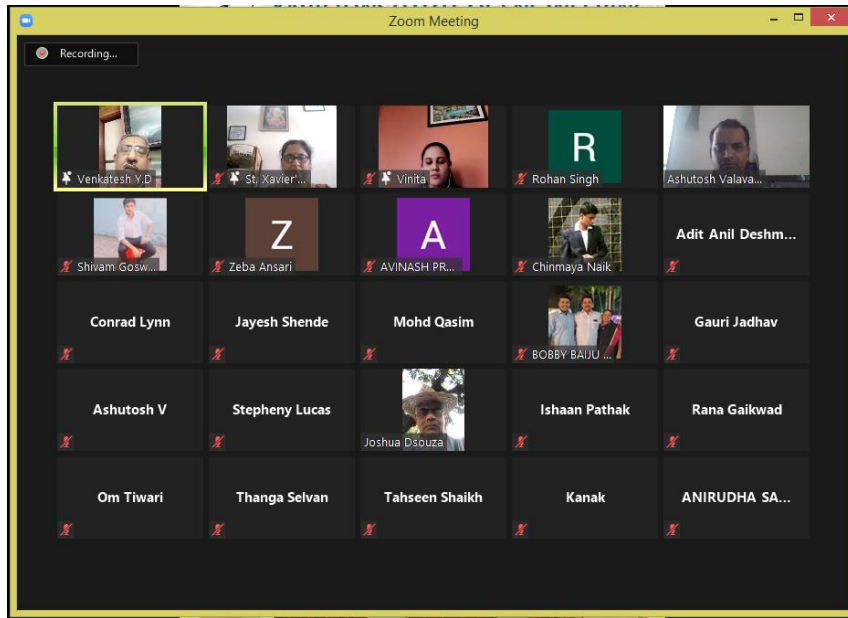 Zoom Meeting
Recording...
Venkatesh Y.D
St. Xavier'...
Vinita
R
Rohan Singh
Ashutosh Valava...
Shivam Gosw...
Z
Zeba Ansari
A
AVINASH PR...
Chinmaya Naik
Adit Anil Deshm...
Conrad Lynn
Jayesh Shende
Mohd Qasim
BOBBY BAIJU ...
Gauri Jadhav
Ashutosh V
Stepheny Lucas
Joshua Dsouza
Ishaan Pathak
Rana Gaikwad
Om Tiwari
Thanga Selvan
Tahseen Shaikh
Kanak
ANIRUDHA SA...